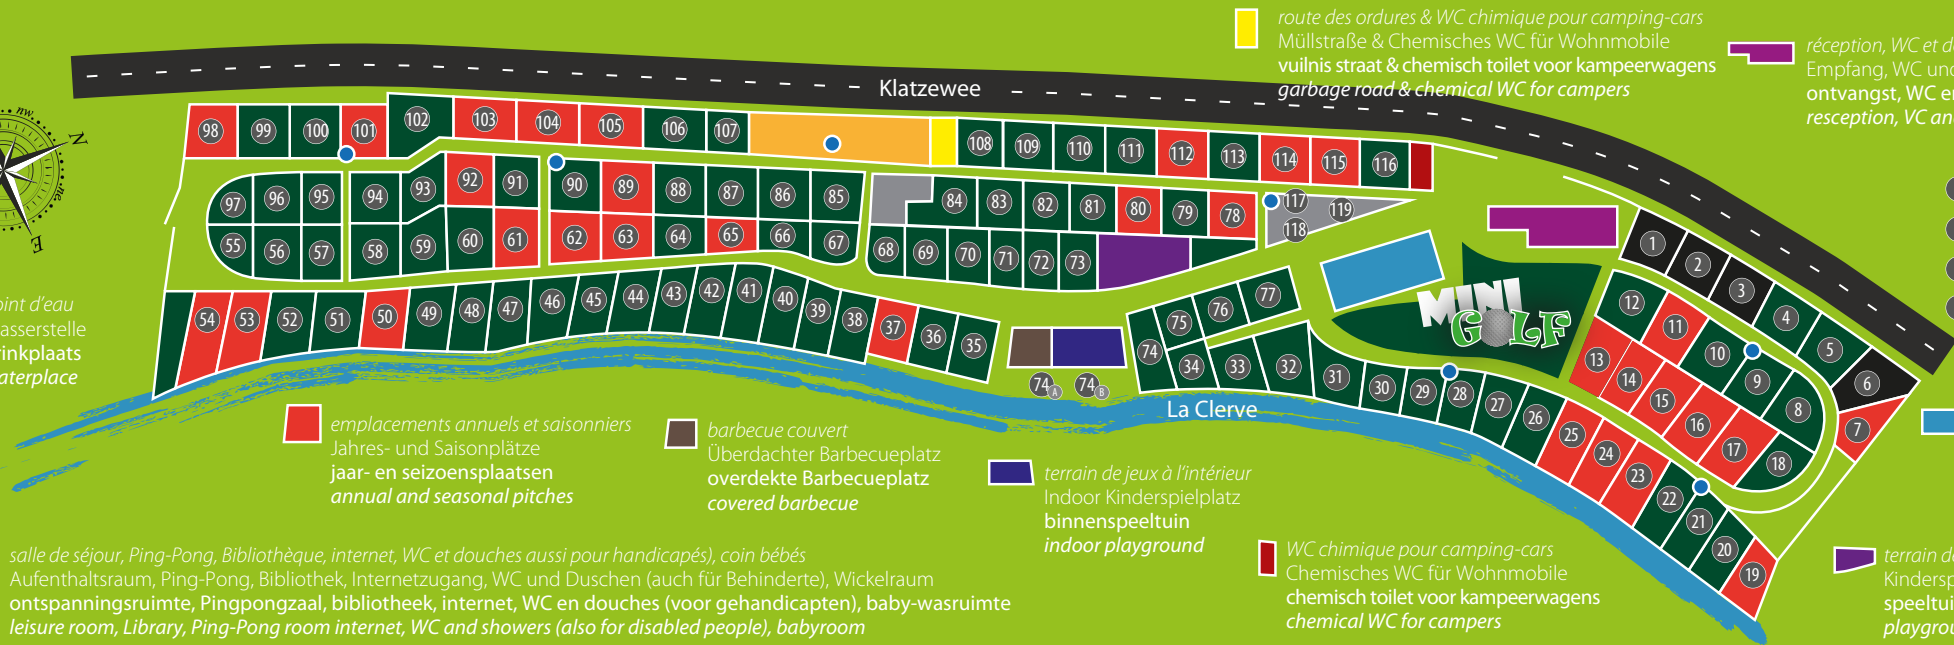 route des ordures & WC chimique pour camping-cars
Müllstraße & Chemisches WC für Wohnmobile
vuilnis straat & chemisch toilet voor kampeerwagens
garbage road & chemical WC for campers
réception, WC et d
Empfang, WC und
ontvangst, WC e
resception, VC an
Klatzewee
nw.
N
ne.
E
98 99 100 101 102 103 104 105 106 107 108 109 110 111 112 113 114 115 116
97 96 95 94 93 92 91 90 89 88 87 86 85 84 83 82 81 80 79 78 117 119
118
55 56 57 58 59 60 61 62 63 64 65 66 67 68 69 70 71 72 73
1 2 3 4 5 6 7
12 11 10 9 8
13 14 15 16 17 18
54 53 52 51 50 49 48 47 46 45 44 43 42 41 40 39 38 37 36 35
74 75 76 77
34 33 32 31 30 29 28 27 26 25 24 23 22 21 20 19
74 A 74 B
MINI
GOLF
La Clerve
oint d'eau
asserstelle
rinkplaats
aterplace
emplacements annuels et saisonniers
Jahres- und Saisonplätze
jaar- en seizoensplaatsen
annual and seasonal pitches
barbecue couvert
Überdachter Barbecueplatz
overdekte Barbecueplatz
covered barbecue
terrain de jeux à l'intérieur
Indoor Kinderspielplatz
binnenspeeltuin
indoor playground
WC chimique pour camping-cars
Chemisches WC für Wohnmobile
chemisch toilet voor kampeerwagens
chemical WC for campers
terrain de
Kindersp
speeltui
playgrou
salle de séjour, Ping-Pong, Bibliothèque, internet, WC et douches aussi pour handicapés), coin bébés
Aufenthaltsraum, Ping-Pong, Bibliothek, Internetzugang, WC und Duschen (auch für Behinderte), Wickelraum
ontspanningsruimte, Pingpongzaal, bibliotheek, internet, WC en douches (voor gehandicapten), baby-wasruimte
leisure room, Library, Ping-Pong room internet, WC and showers (also for disabled people), babyroom